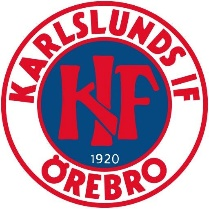 KARLSLUNDS IF
KIF
1920
ÖREBRO